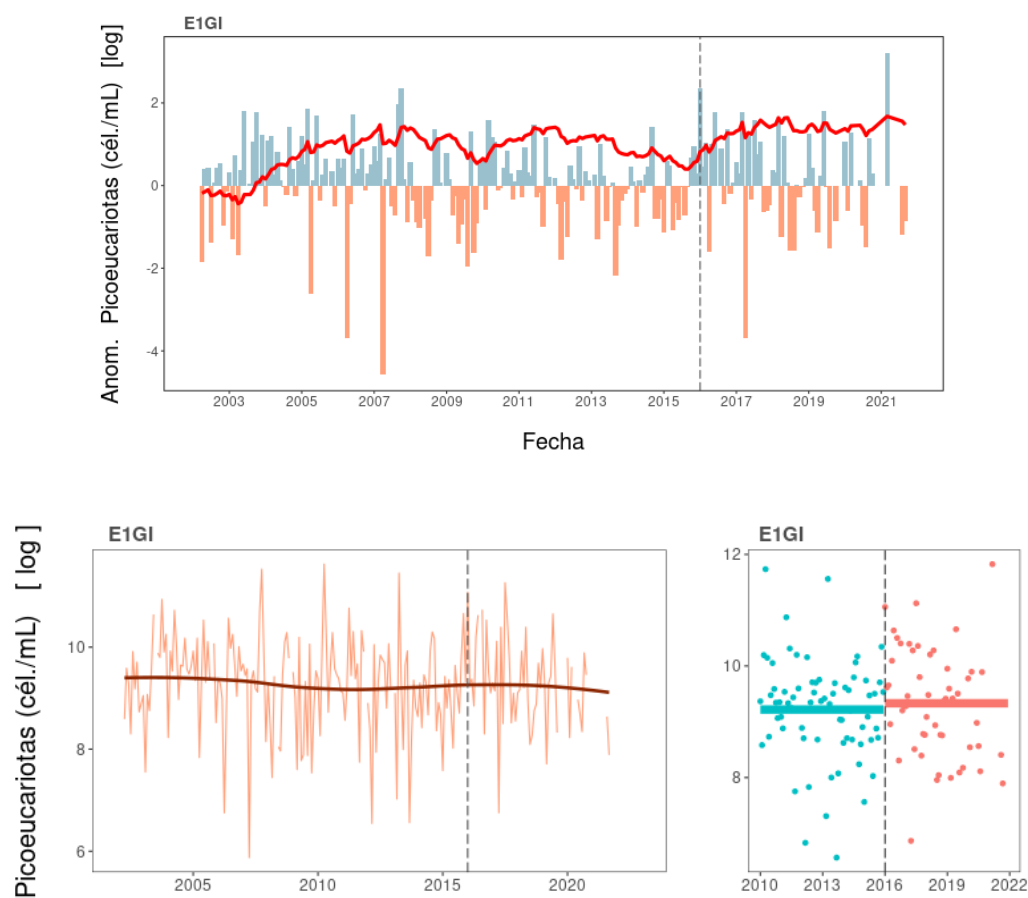 E1GI
Anom. Picoeucariotas (cél./mL) [log]
2
0
-2
-4
2003 2005 2007 2009 2011 2013 2015 2017 2019 2021
Fecha
E1GI
Picoeucariotas (cél./mL) [ log ]
10
8
6
2005 2010 2015 2020
E1GI
12
10
8
2010 2013 2016 2019 2022